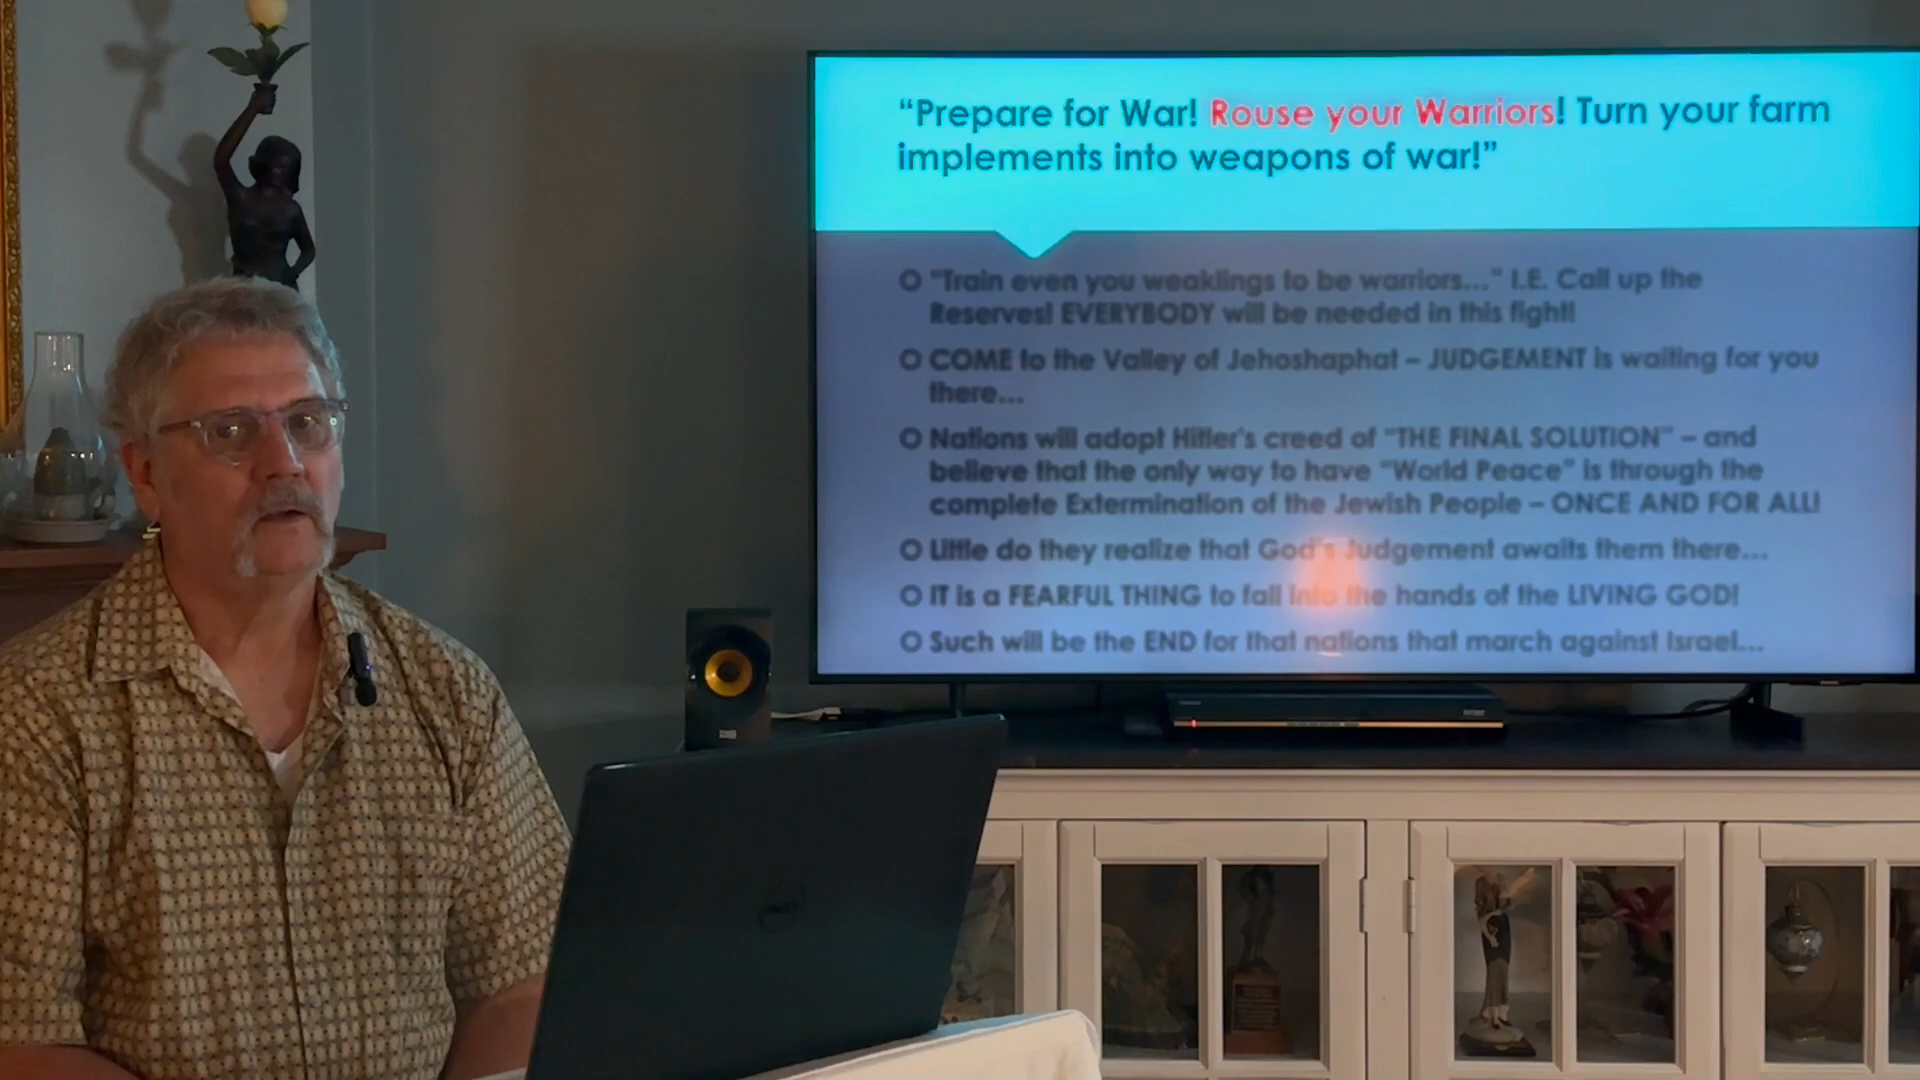 “Prepare for War! Rouse your Warriors! Turn your farm
implements into weapons of war!”
O "Train even you weaklings to be warriors..." I.E. Call up the
Reserves! EVERYBODY will be needed in this fight!
O COME to the Valley of Jehoshaphat – JUDGEMENT is waiting for you
there...
O Nations will adopt Hitler's creed of "THE FINAL SOLUTION" – and
believe that the only way to have "World Peace" is through the
complete Extermination of the Jewish People – ONCE AND FOR ALL!
O Little do they realize that God's Judgement awaits them there...
O IT is a FEARFUL THING to fall into the hands of the LIVING GOD!
O Such will be the END for that nations that march against Israel...
DELL